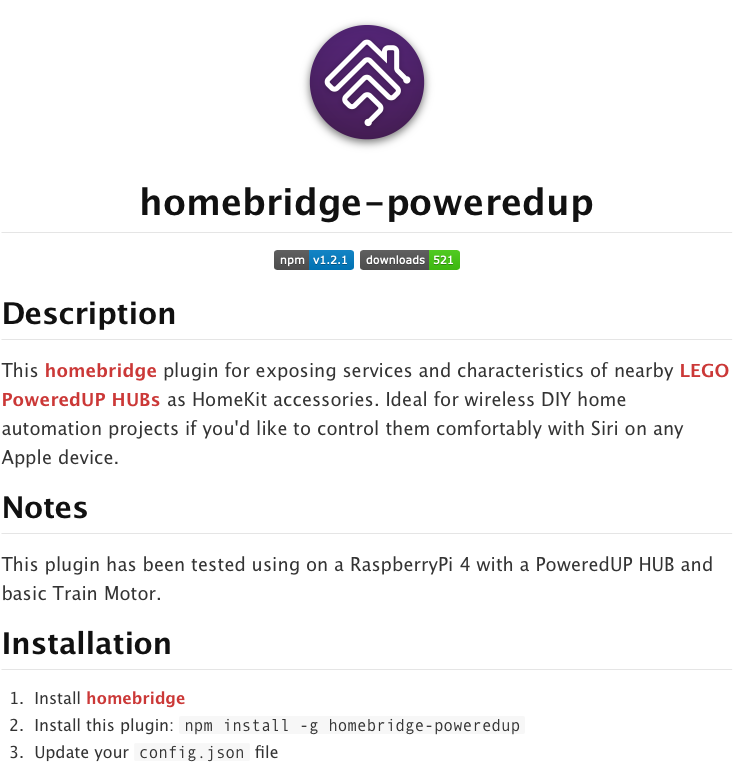 homebridge-poweredup
npm v1.2.1 downloads 521
Description
This homebridge plugin for exposing services and characteristics of nearby LEGO
PoweredUP HUBs as HomeKit accessories. Ideal for wireless DIY home
automation projects if you'd like to control them comfortably with Siri on any
Apple device.
Notes
This plugin has been tested using on a RaspberryPi 4 with a PoweredUP HUB and
basic Train Motor.
Installation
1. Install homebridge
2. Install this plugin: npm install -g homebridge-poweredup
3. Update your config.json file